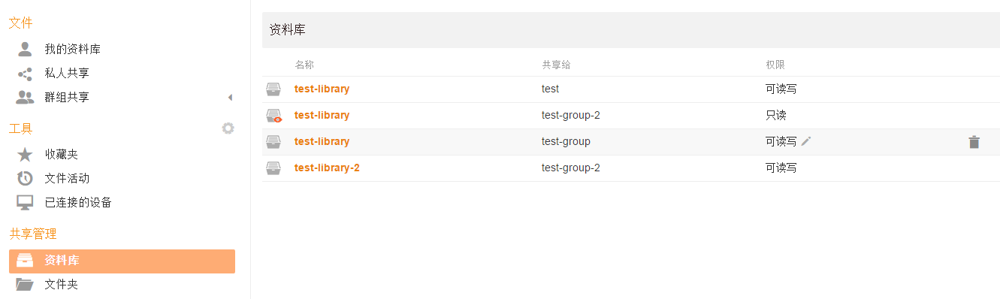 文件
我的资料库
私人共享
群组共享
工具
收藏夹
文件活动
已连接的设备
共享管理
资料库
文件夹
资料库
名称 共享给 权限
test-library test 可读写
test-library test-group-2 只读
test-library test-group 可读写
test-library-2 test-group-2 可读写